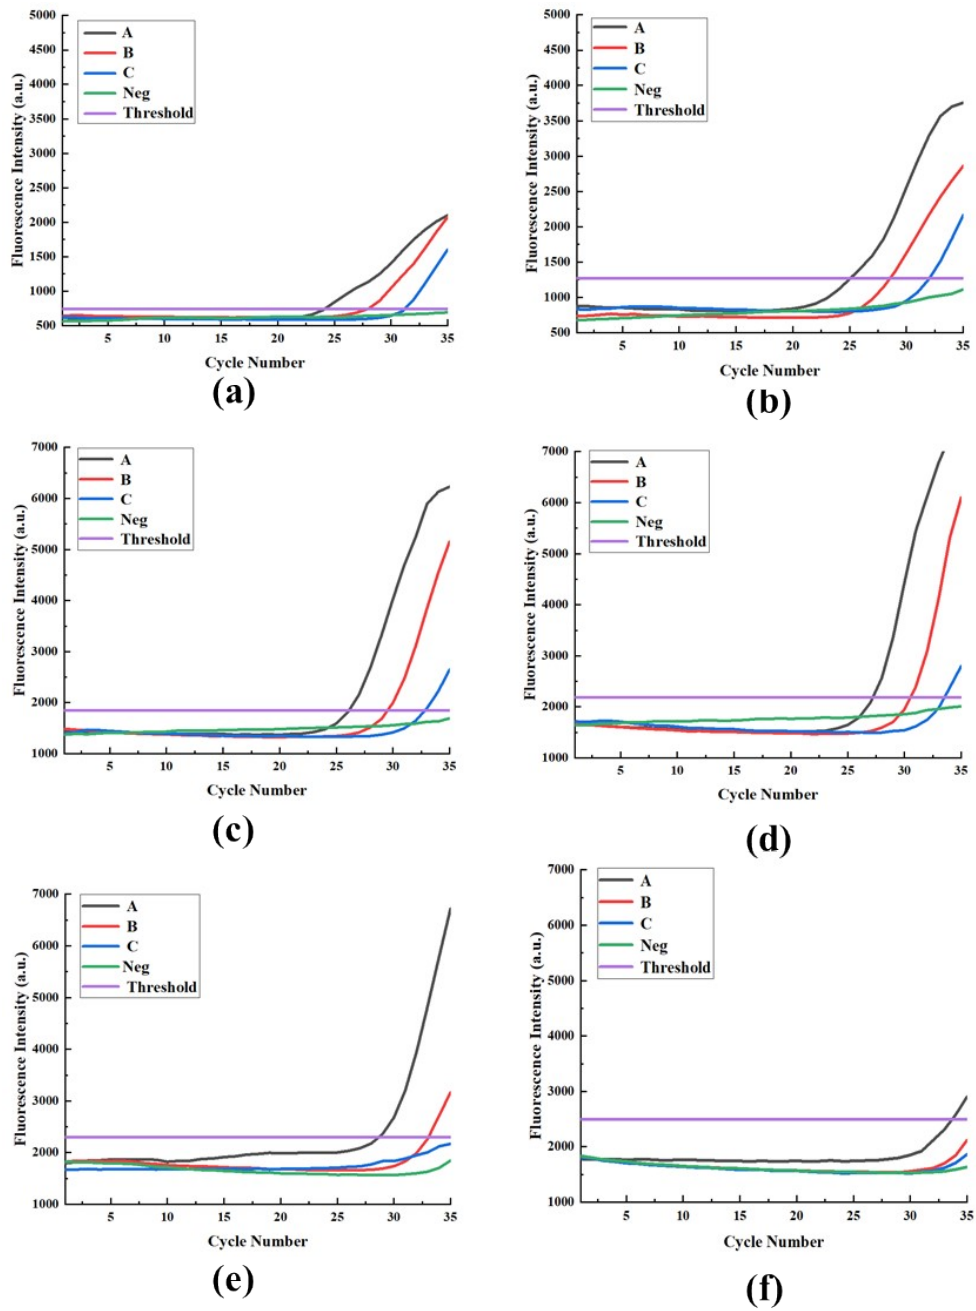 5000
4500
4000
3500
3000
2500
2000
1500
1000
500
Fluorescence Intensity (a.u.)
A
B
C
Neg
Threshold
5 10 15 20 25 30 35
Cycle Number
(a)
5000
4500
4000
3500
3000
2500
2000
1500
1000
500
Fluorescence Intensity (a.u.)
A
B
C
Neg
Threshold
5 10 15 20 25 30 35
Cycle Number
(b)
7000
6000
5000
4000
3000
2000
1000
Fluorescence Intensity (a.u.)
A
B
C
Neg
Threshold
5 10 15 20 25 30 35
Cycle Number
(c)
7000
6000
5000
4000
3000
2000
1000
Fluorescence Intensity (a.u.)
A
B
C
Neg
Threshold
5 10 15 20 25 30 35
Cycle Number
(d)
7000
6000
5000
4000
3000
2000
1000
Fluorescence Intensity (a.u.)
A
B
C
Neg
Threshold
5 10 15 20 25 30 35
Cycle Number
(e)
7000
6000
5000
4000
3000
2000
1000
Fluorescence Intensity (a.u.)
A
B
C
Neg
Threshold
5 10 15 20 25 30 35
Cycle Number
(f)